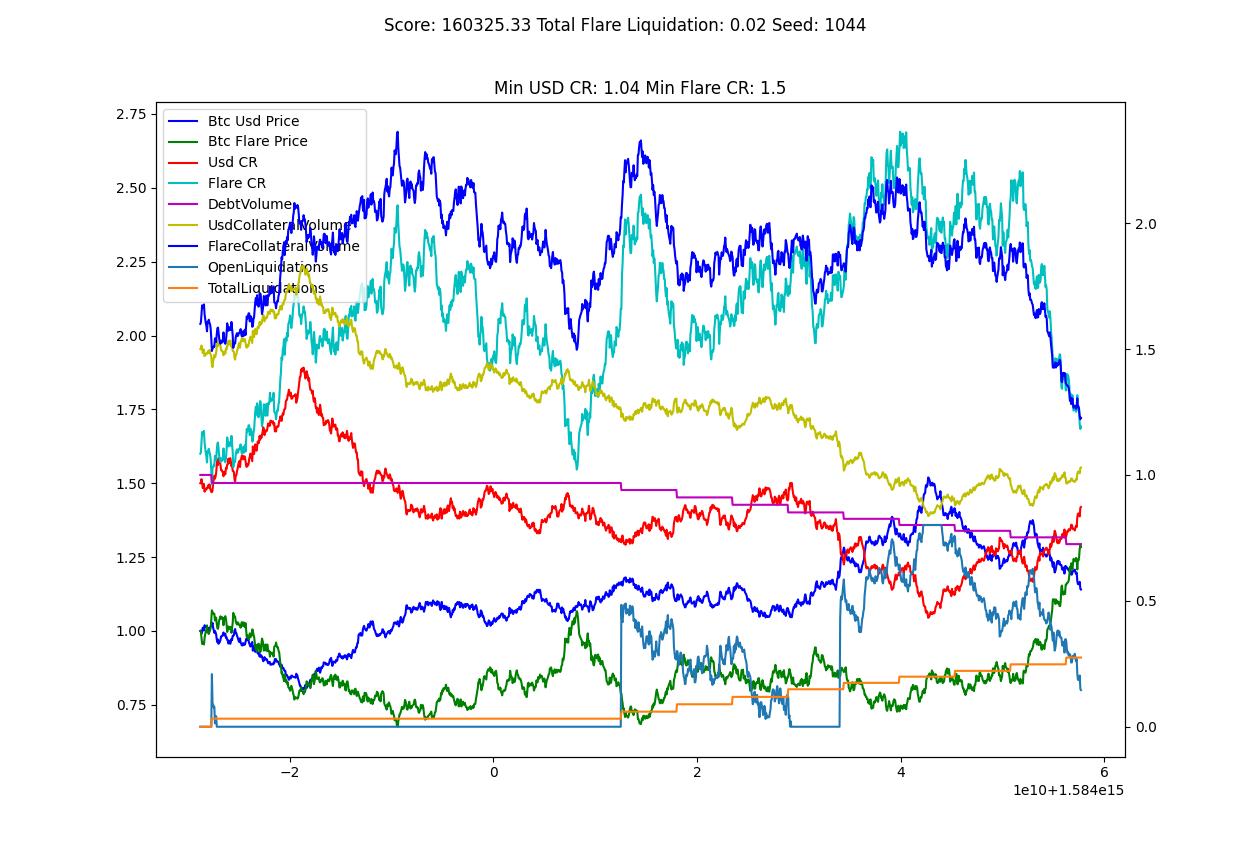 Score: 160325.33 Total Flare Liquidation: 0.02 Seed: 1044
Min USD CR: 1.04 Min Flare CR: 1.5
Btc Usd Price
Btc Flare Price
Usd CR
Flare CR
DebtVolume
UsdCollateralVolume
FlareCollateralVolume
OpenLiquidations
TotalLiquidations
2.75
2.50
2.25
2.00
1.75
1.50
1.25
1.00
0.75
2.0
1.5
1.0
0.5
0.0
−2
0
2
4
6
1e10+1.584e15